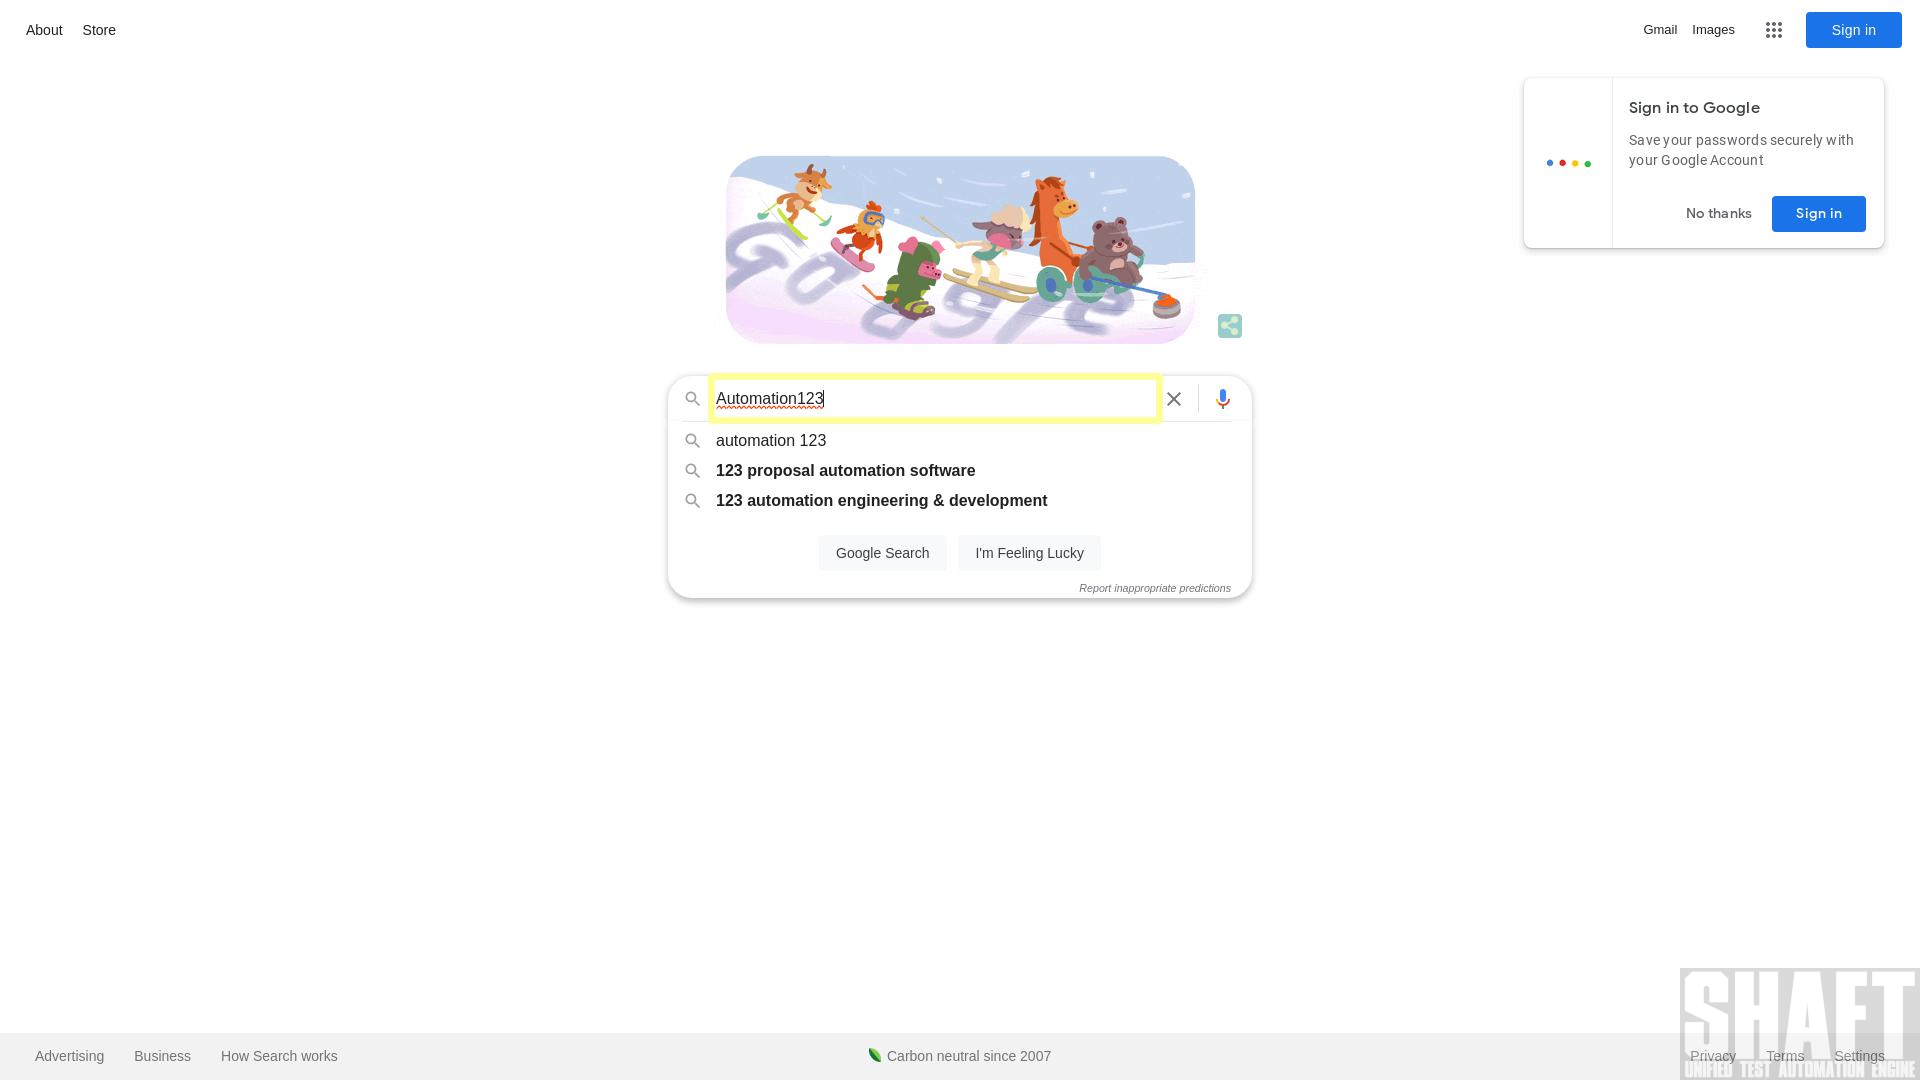 About Store
Gmail Images Sign in
Sign in to Google
Save your passwords securely with
your Google Account
No thanks Sign in
Google
Automation123
automation 123
123 proposal automation software
123 automation engineering & development
Google Search I'm Feeling Lucky
Report inappropriate predictions
Advertising Business How Search works
Carbon neutral since 2007
Privacy Terms Settings
SHAFT
UNIFIED TEST AUTOMATION ENGINE